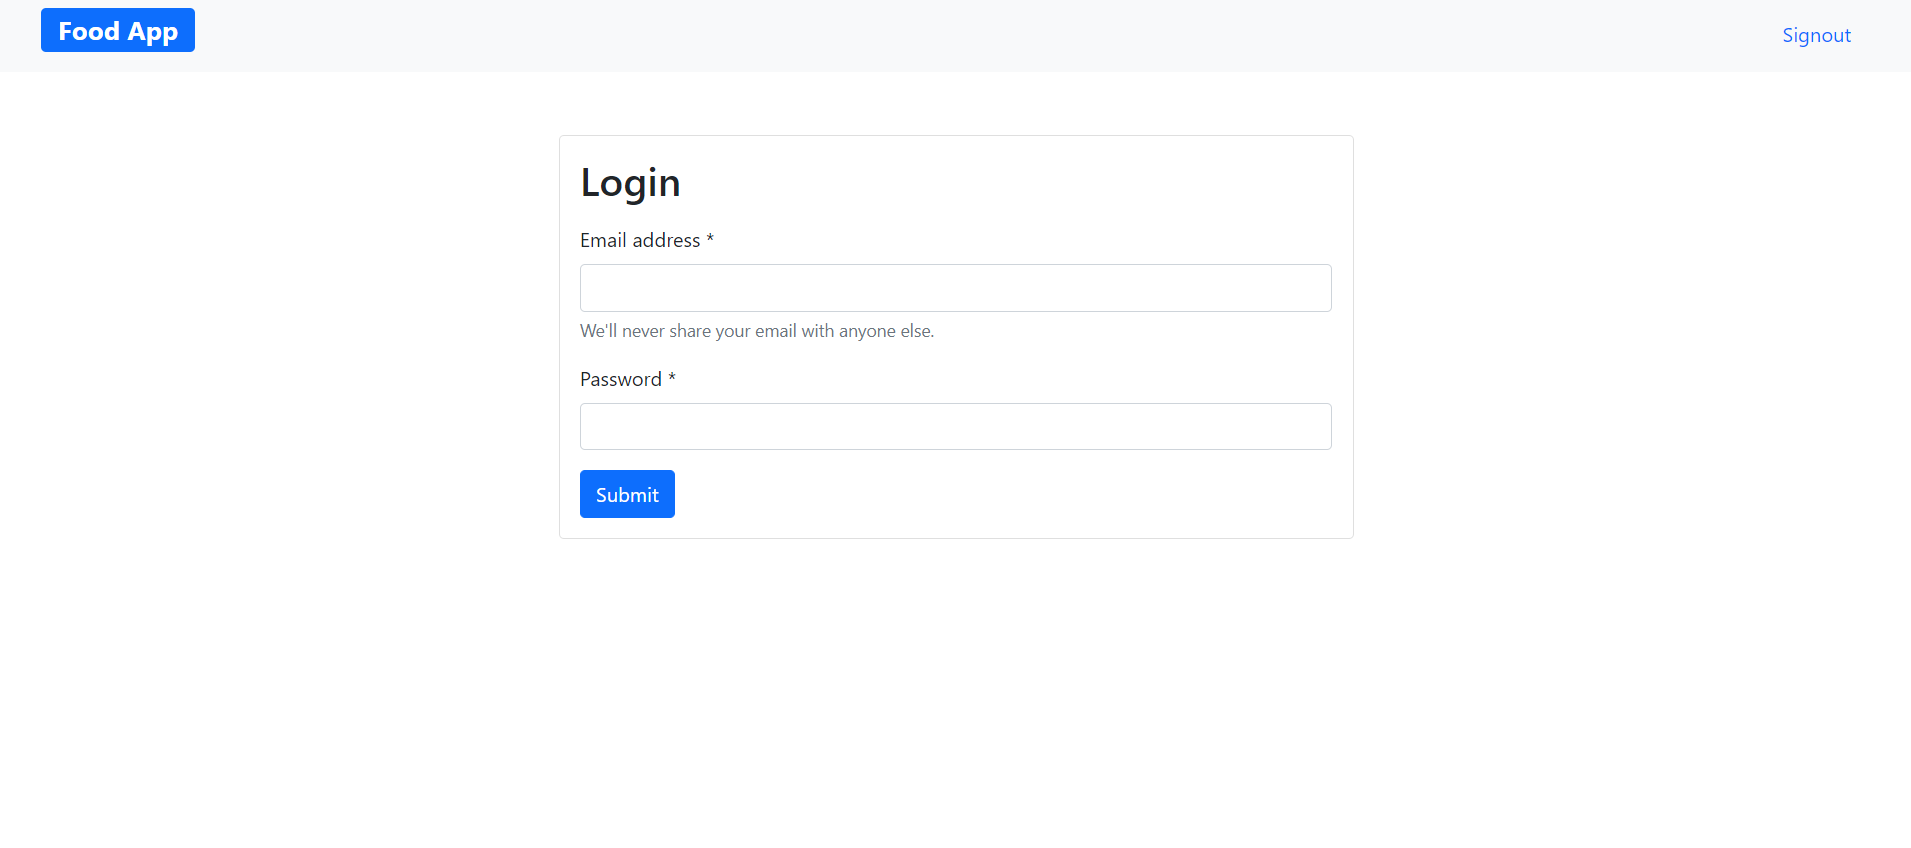 Food App
Signout
Login
Email address *
We'll never share your email with anyone else.
Password *
Submit